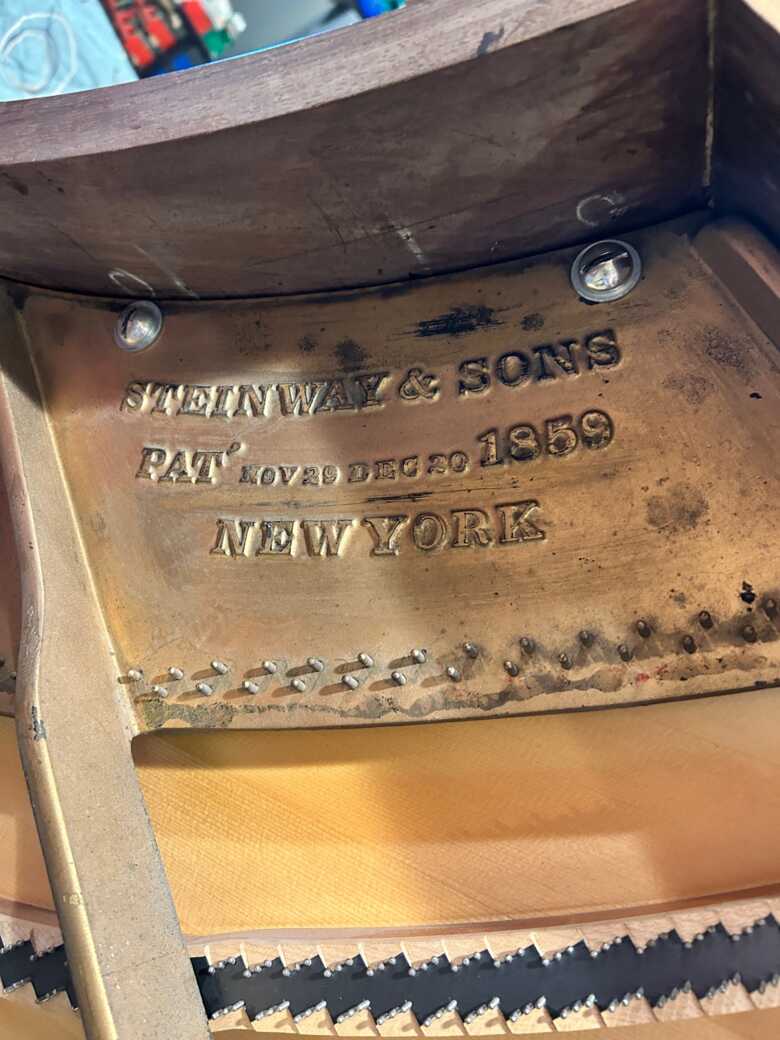 STEINWAY & SONS
PAT' NOV 29 DEC 20 1859
NEW YORK